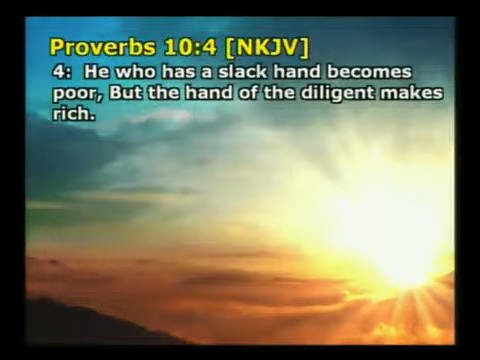 Proverbs 10:4 [NKJV]
4:  He who has a slack hand becomes
poor, But the hand of the diligent makes
rich.